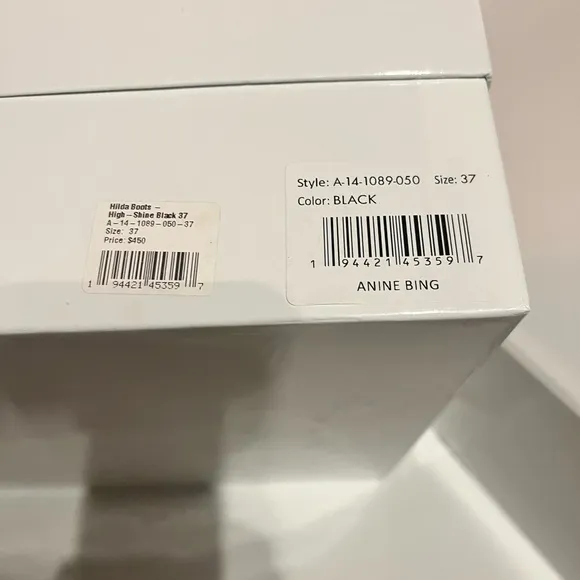 Hilda Boots –
High–Shine Black 37
A–14–1089–050–37
Size: 37
Price: $450
1 94421 45359 7
Style: A-14-1089-050 Size: 37
Color: BLACK
1 94421 45359 7
ANINE BING